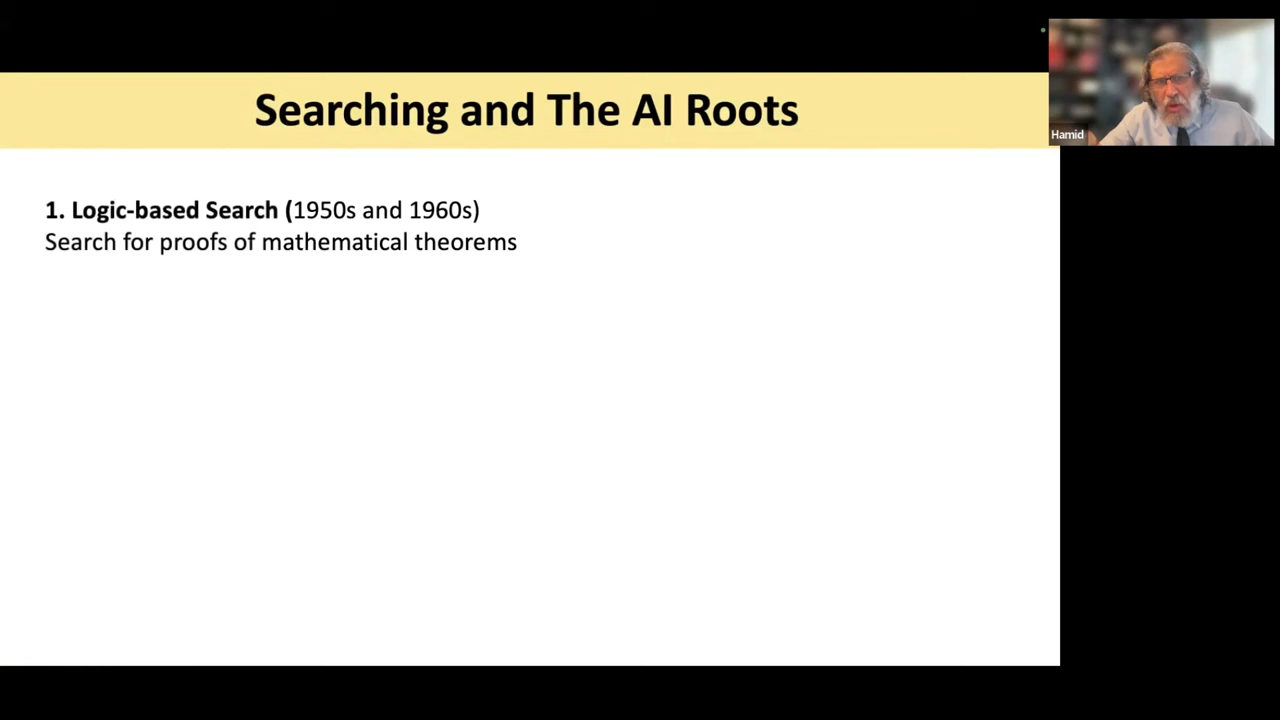 Searching and The AI Roots
Hamid
1. Logic-based Search (1950s and 1960s)
Search for proofs of mathematical theorems